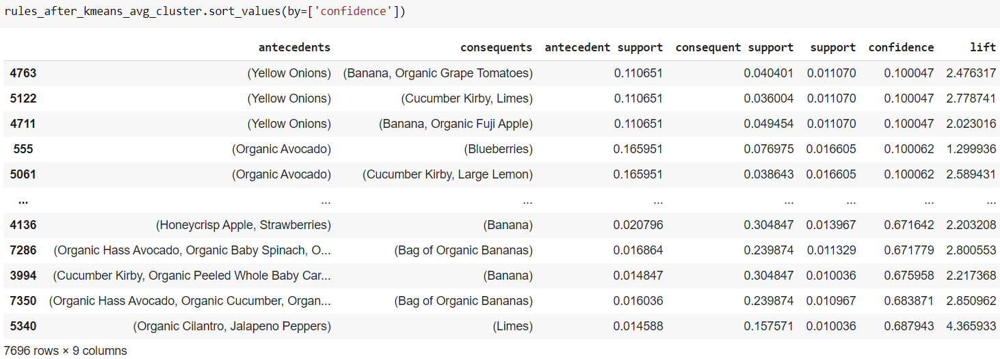 rules_after_kmeans_avg_cluster.sort_values(by=['confidence'])
antecedents consequents antecedent support consequent support support confidence lift
4763 (Yellow Onions) (Banana, Organic Grape Tomatoes) 0.110651 0.040401 0.011070 0.100047 2.476317
5122 (Yellow Onions) (Cucumber Kirby, Limes) 0.110651 0.036004 0.011070 0.100047 2.778741
4711 (Yellow Onions) (Banana, Organic Fuji Apple) 0.110651 0.049454 0.011070 0.100047 2.023016
555 (Organic Avocado) (Blueberries) 0.165951 0.076975 0.016605 0.100062 1.299936
5061 (Organic Avocado) (Cucumber Kirby, Large Lemon) 0.165951 0.038643 0.016605 0.100062 2.589431
... ... ... ... ... ... ... ...
4136 (Honeycrisp Apple, Strawberries) (Banana) 0.020796 0.304847 0.013967 0.671642 2.203208
7286 (Organic Hass Avocado, Organic Baby Spinach, O... (Bag of Organic Bananas) 0.016864 0.239874 0.011329 0.671779 2.800553
3994 (Cucumber Kirby, Organic Peeled Whole Baby Car... (Banana) 0.014847 0.304847 0.010036 0.675958 2.217368
7350 (Organic Hass Avocado, Organic Cucumber, Organ... (Bag of Organic Bananas) 0.016036 0.239874 0.010967 0.683871 2.850962
5340 (Organic Cilantro, Jalapeno Peppers) (Limes) 0.014588 0.157571 0.010036 0.687943 4.365933
7696 rows × 9 columns